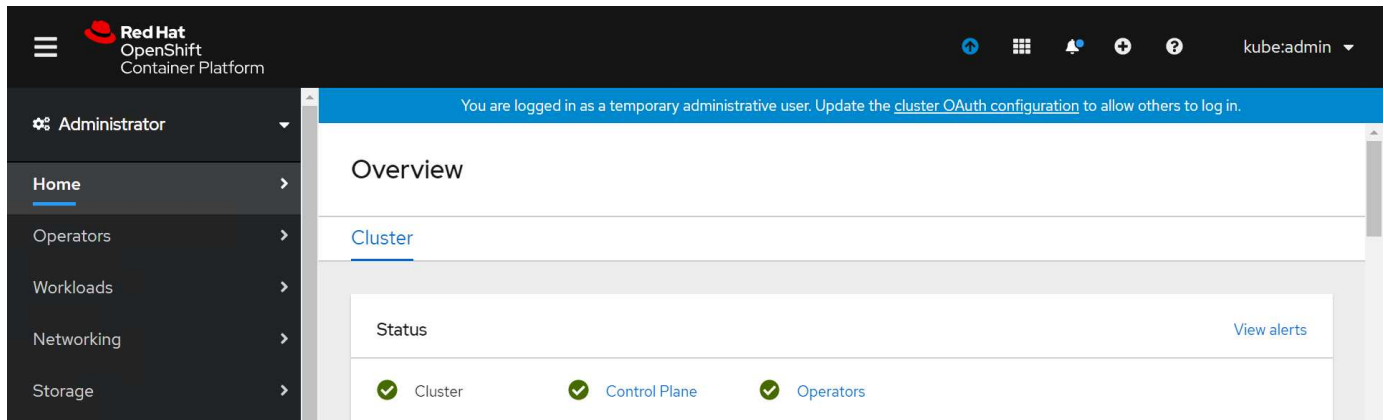 Red Hat
OpenShift
Container Platform
kube:admin
Administrator
You are logged in as a temporary administrative user. Update the cluster OAuth configuration to allow others to log in.
Home
Operators
Workloads
Networking
Storage
Overview
Cluster
Status
View alerts
Cluster
Control Plane
Operators